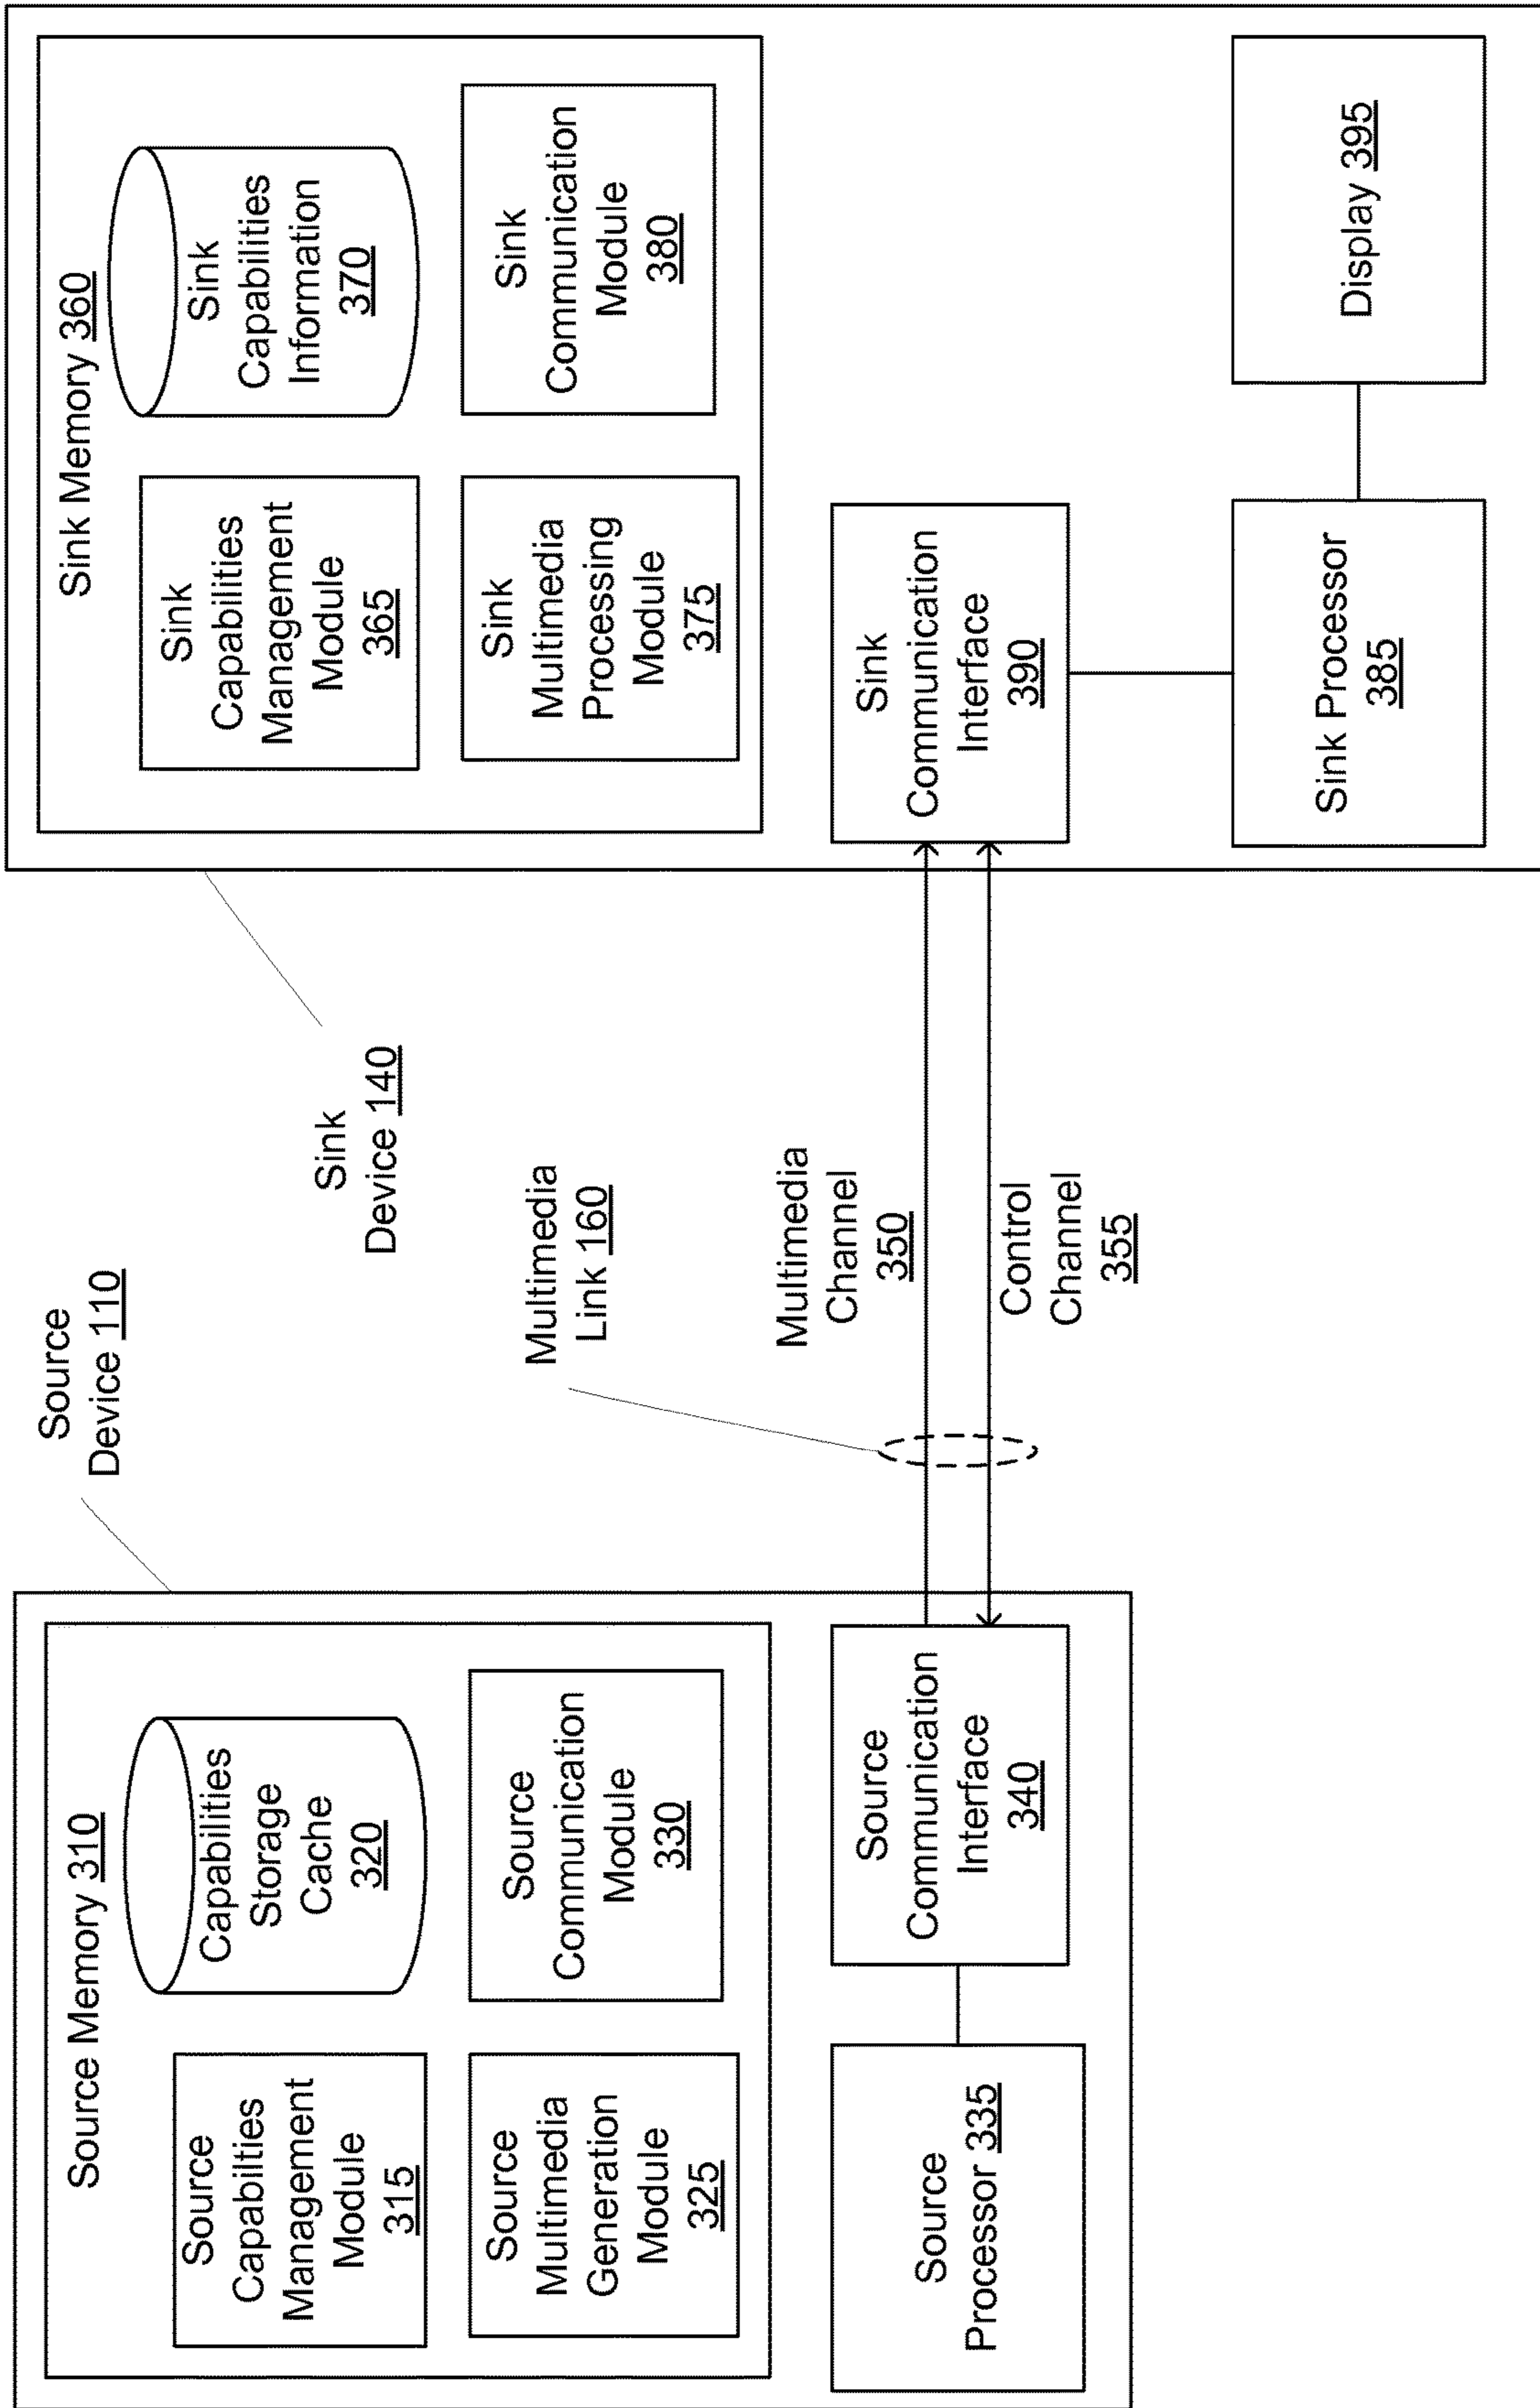 Source
Device 110
Source Memory 310
Source
Capabilties
Management
Module
315
Capabilities
Storage
Cache
320
Source
Multimedia
Generation
Module
325
Source
Communication
Module
330
Source
Processor 335
Source
Communication
Interface
340
Multimedia
Link 160
Multimedia
Channel
350
Control
Channel
355
Sink
Device 140
Sink Memory 360
Sink
Capabilities
Management
Module
365
Sink
Capabilities
Information
370
Sink
Multimedia
Processing
Module
375
Sink
Communication
Module
380
Sink
Communication
Interface
390
Sink Processor
385
Display 395